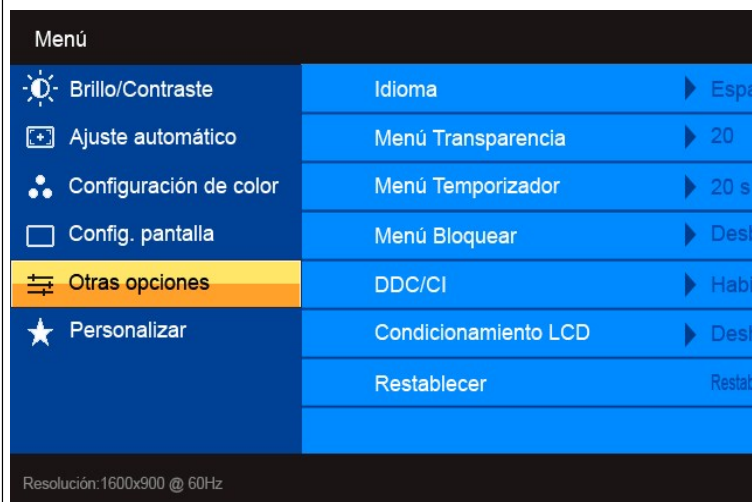 Menú
Brillo/Contraste
Ajuste automático
Configuración de color
Config. pantalla
Otras opciones
Personalizar
Idioma
Menú Transparencia 20
Menú Temporizador 20 s
Menú Bloquear
DDC/CI
Condicionamiento LCD
Restablecer
Resolución:1600x900 @ 60Hz